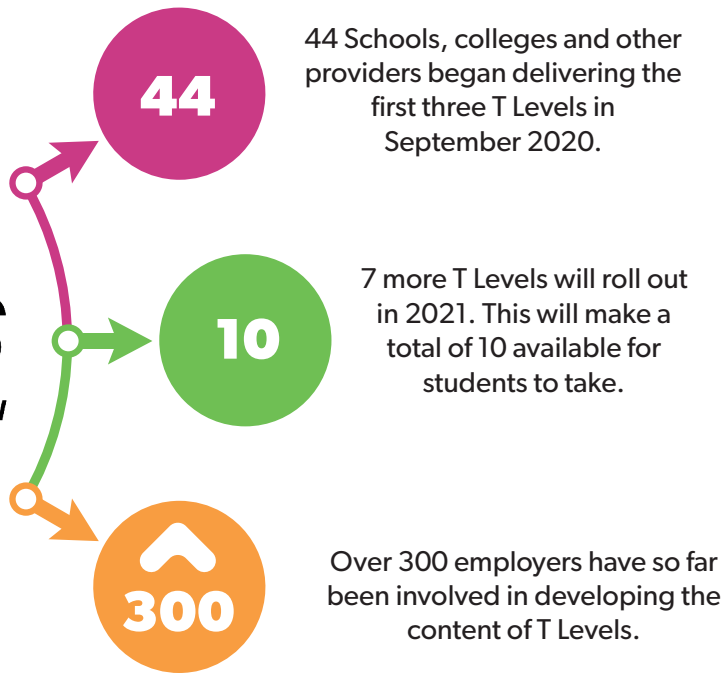 44
44 Schools, colleges and other
providers began delivering the
first three T Levels in
September 2020.
10
7 more T Levels will roll out
in 2021. This will make a
total of 10 available for
students to take.
300
Over 300 employers have so far
been involved in developing the
content of T Levels.